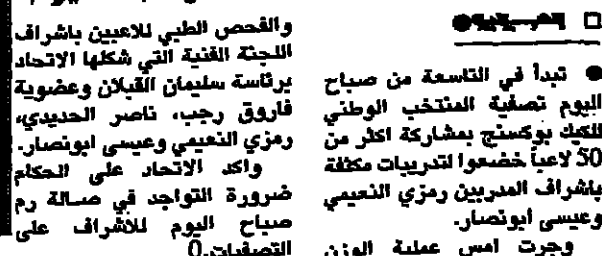 ● تبدأ في التاسعة من صباح
اليوم تصفية المنتخب الوطني
للكيك بوكسنج بمشاركة اكثر من
50 لاعباً خضعوا لتدريبات مكثفة
باشراف المدربين رمزي النعيمي
وعيسى ابونصار.
وجرت امس عملية الوزن
والفحص الطبي للاعبين باشراف
اللجنة الفنية التي شكلها الاتحاد
برئاسة سليمان القبلان وعضوية
فاروق رجب، ناصر الحديدي،
رمزي النعيمي وعيسى ابونصار.
واكد الاتحاد على الحكام
ضرورة التواجد في صالة رم
صباح اليوم للاشراف على
التصفيات.()